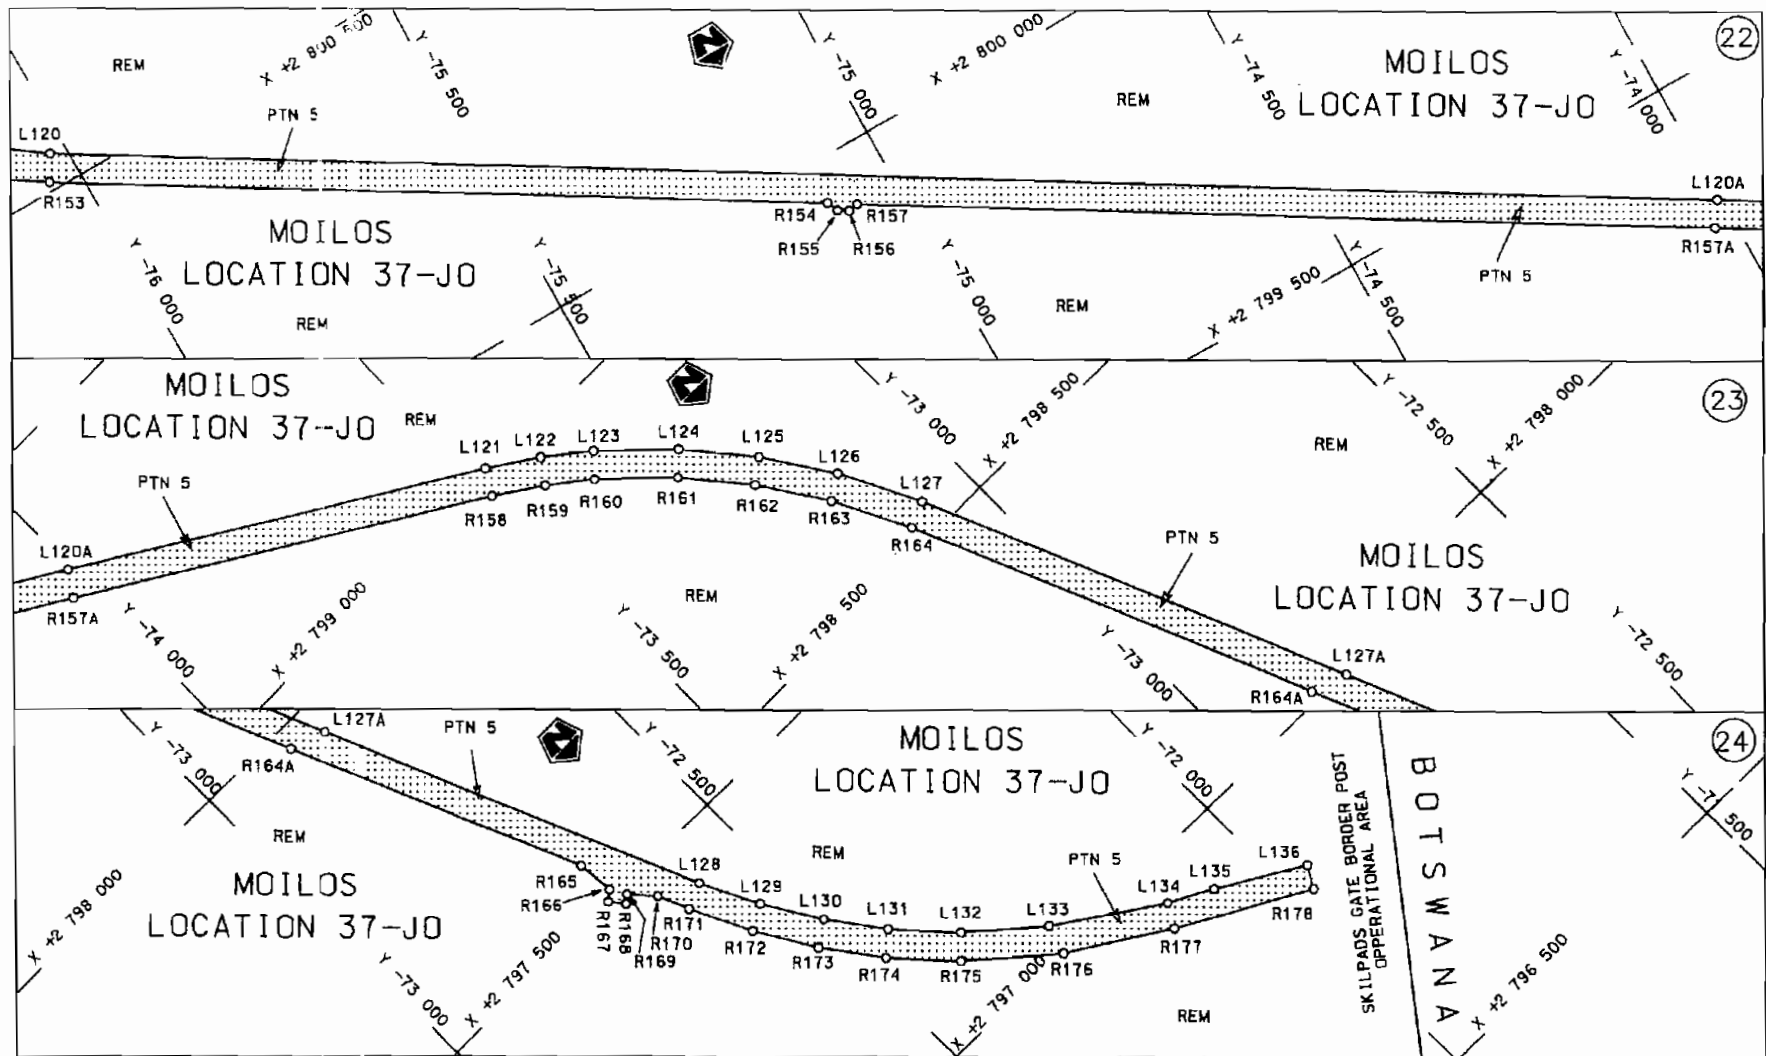 22
REM
X +2 800 500
Y -75 500
N
Y -75 000
X +2 800 000
Y -74 500
MOILOS
LOCATION 37-JO
Y -74 000
REM
PTN 5
L120
L120A
R153
R154
R155
R156
R157
R157A
PTN 5
MOILOS
LOCATION 37-JO
REM
Y -76 000
Y -75 500
Y -75 000
REM
X +2 799 500
Y -74 500
23
MOILOS
LOCATION 37-JO
REM
N
Y -73 000
X +2 798 500
Y -72 500
X +2 798 000
REM
L121
L122
L123
L124
L125
L126
L127
PTN 5
R158
R159
R160
R161
R162
R163
R164
L120A
R157A
PTN 5
MOILOS
LOCATION 37-JO
Y -74 000
X +2 799 000
Y -73 500
REM
X +2 798 500
Y -73 000
Y -72 500
L127A
R164A
24
L127A
PTN 5
N
R164A
Y -73 000
Y -72 500
MOILOS
LOCATION 37-JO
Y -72 000
Y -71 500
REM
REM
MOILOS
LOCATION 37-JO
L128
L129
L130
L131
L132
L133
L134
L135
L136
PTN 5
R165
R166
R167
R168
R169
R170
R171
R172
R173
R174
R175
R176
R177
R178
X +2 798 000
Y -73 000
X +2 797 500
X +2 797 000
REM
SKILPADS GATE BORDER POST
OPPERATIONAL AREA
BOTSWANA
X +2 796 500